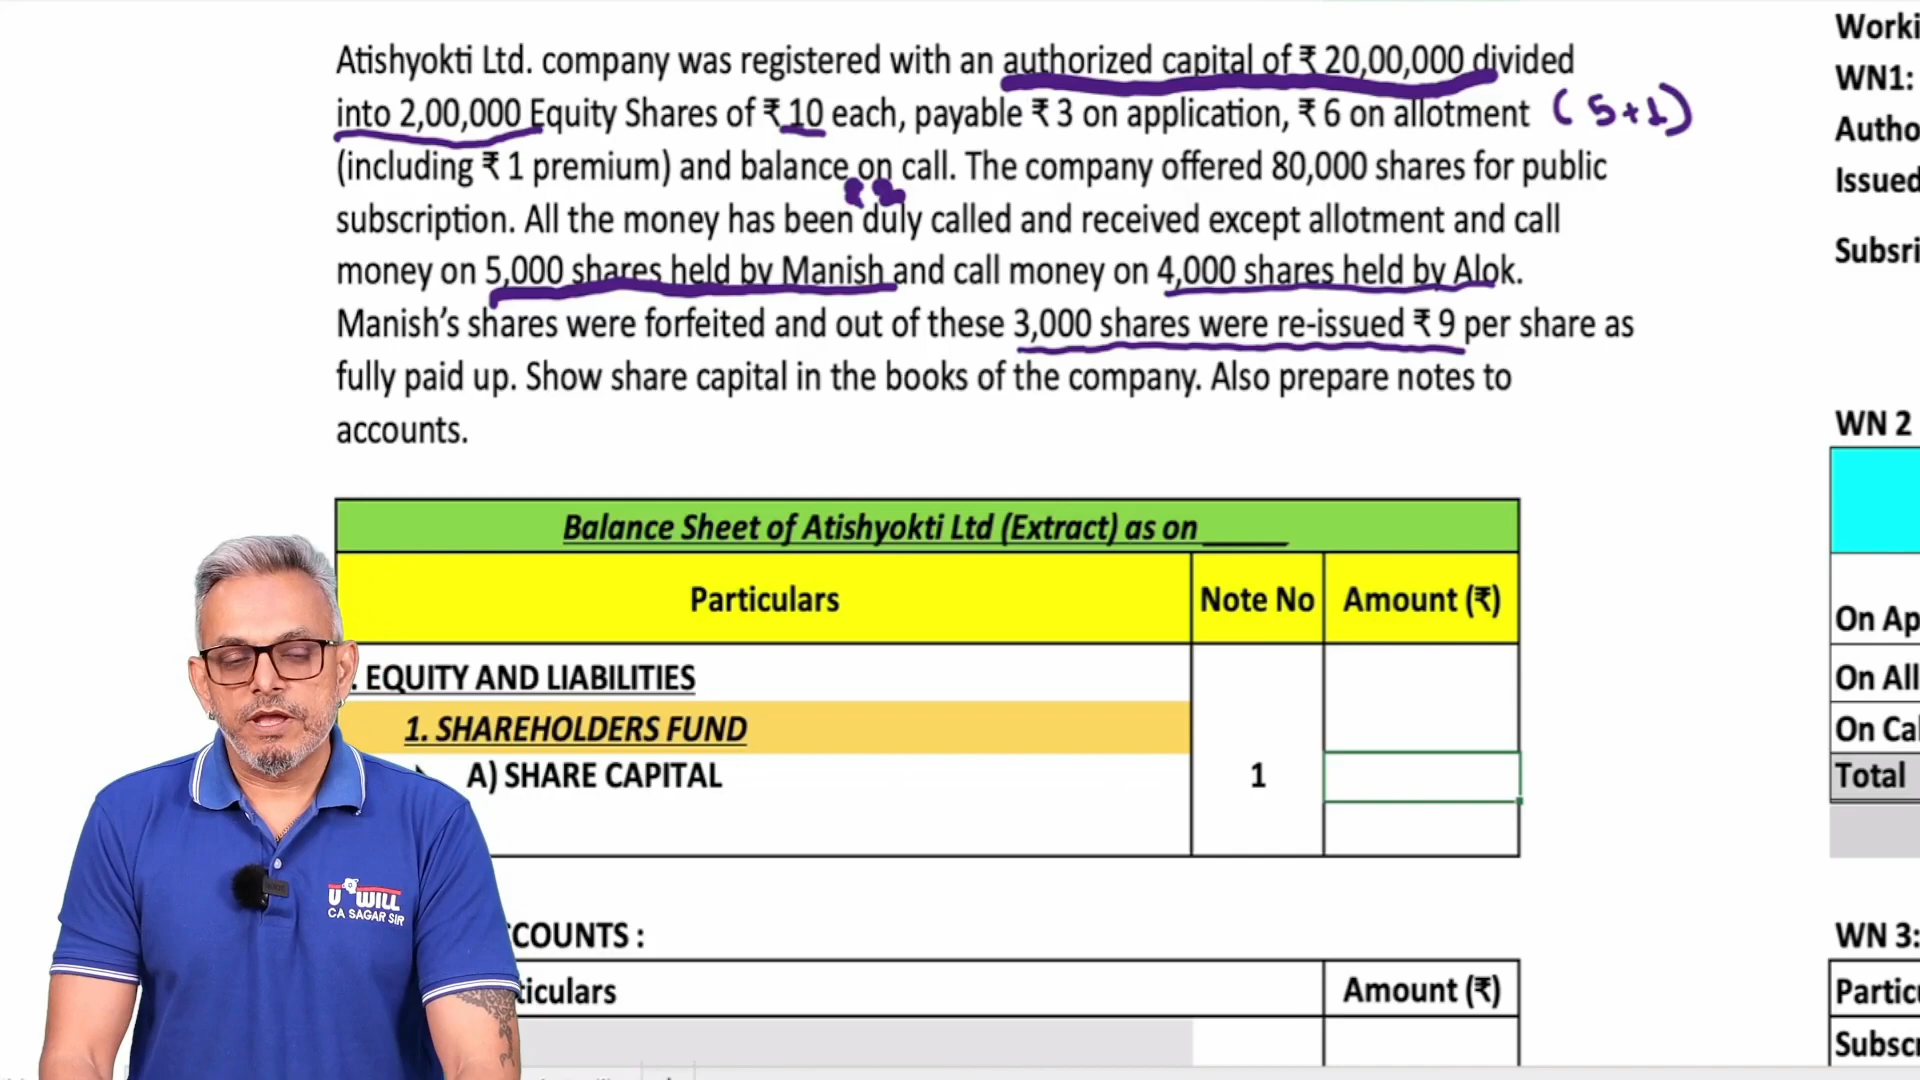 Atishyokti Ltd. company was registered with an authorized capital of ₹ 20,00,000 divided
into 2,00,000 Equity Shares of ₹ 10 each, payable ₹ 3 on application, ₹ 6 on allotment (5+1)
(including ₹ 1 premium) and balance on call. The company offered 80,000 shares for public
subscription. All the money has been duly called and received except allotment and call
money on 5,000 shares held by Manish and call money on 4,000 shares held by Alok.
Manish's shares were forfeited and out of these 3,000 shares were re-issued ₹ 9 per share as
fully paid up. Show share capital in the books of the company. Also prepare notes to
accounts.
Balance Sheet of Atishyokti Ltd (Extract) as on _____
Particulars Note No Amount (₹)
. EQUITY AND LIABILITIES
1. SHAREHOLDERS FUND
A) SHARE CAPITAL 1
CCOUNTS :
ticulars Amount (₹)
U WILL
CA SAGAR SIR
Worki
WN1:
Autho
Issued
Subsri
WN 2
On Ap
On All
On Cal
Total
WN 3:
Particu
Subscr